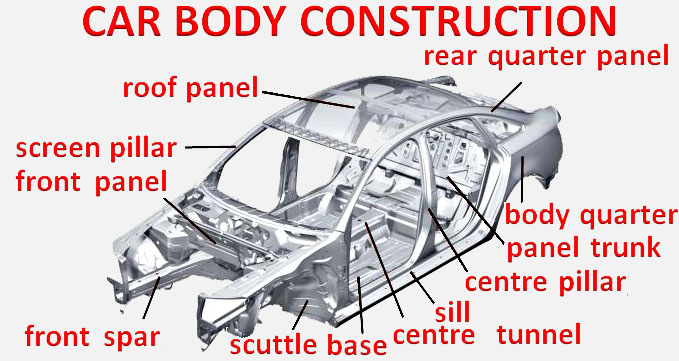 CAR BODY CONSTRUCTION
rear quarter panel
roof panel
screen pillar
front panel
body quarter
panel trunk
centre pillar
sill
centre tunnel
front spar
scuttle base